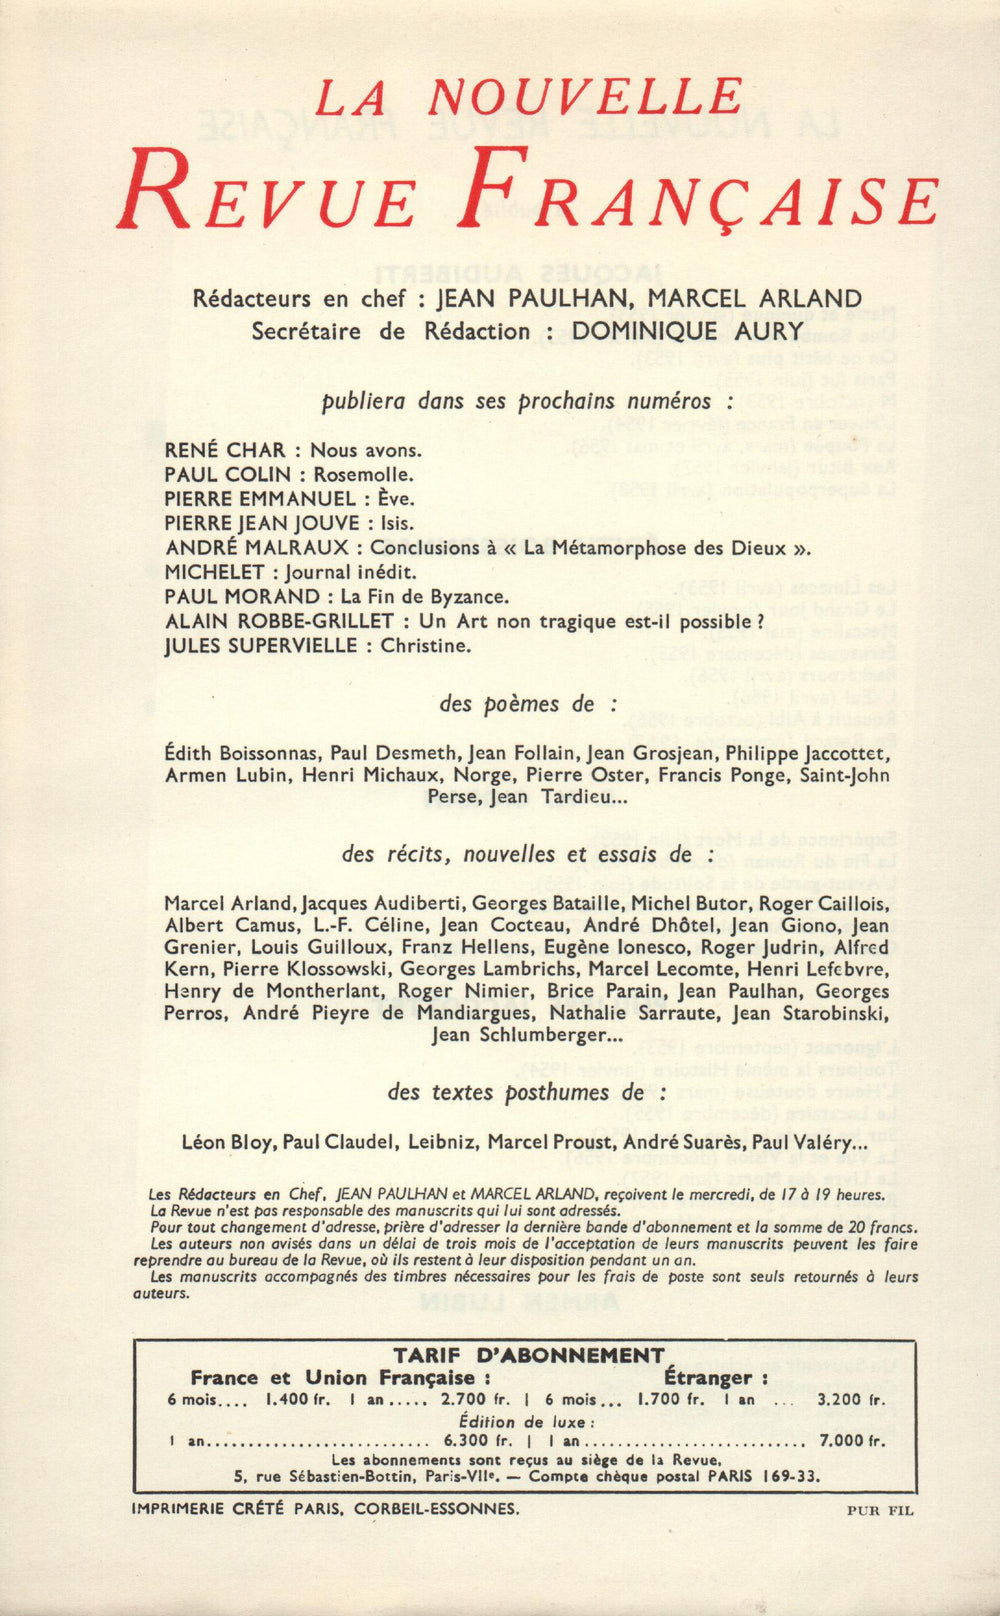 LA NOUVELLE
REVUE FRANÇAISE
Rédacteurs en chef : JEAN PAULHAN, MARCEL ARLAND
Secrétaire de Rédaction : DOMINIQUE AURY
publiera dans ses prochains numéros :
RENÉ CHAR : Nous avons.
PAUL COLIN : Rosemolle.
PIERRE EMMANUEL : Ève.
PIERRE JEAN JOUVE : Isis.
ANDRÉ MALRAUX : Conclusions à « La Métamorphose des Dieux ».
MICHELET : Journal inédit.
PAUL MORAND : La Fin de Byzance.
ALAIN ROBBE-GRILLET : Un Art non tragique est-il possible ?
JULES SUPERVIELLE : Christine.
des poèmes de :
Édith Boissonnas, Paul Desmeth, Jean Follain, Jean Grosjean, Philippe Jaccottet,
Armen Lubin, Henri Michaux, Norge, Pierre Oster, Francis Ponge, Saint-John
Perse, Jean Tardieu...
des récits, nouvelles et essais de :
Marcel Arland, Jacques Audiberti, Georges Bataille, Michel Butor, Roger Caillois,
Albert Camus, L.-F. Céline, Jean Cocteau, André Dhôtel, Jean Giono, Jean
Grenier, Louis Guilloux, Franz Hellens, Eugène Ionesco, Roger Judrin, Alfred
Kern, Pierre Klossowski, Georges Lambrichs, Marcel Lecomte, Henri Lefebvre,
Henry de Montherlant, Roger Nimier, Brice Parain, Jean Paulhan, Georges
Perros, André Pieyre de Mandiargues, Nathalie Sarraute, Jean Starobinski,
Jean Schlumberger...
des textes posthumes de :
Léon Bloy, Paul Claudel, Leibniz, Marcel Proust, André Suarès, Paul Valéry...
Les Rédacteurs en Chef, JEAN PAULHAN et MARCEL ARLAND, reçoivent le mercredi, de 17 à 19 heures.
La Revue n'est pas responsable des manuscrits qui lui sont adressés.
Pour tout changement d'adresse, prière d'adresser la dernière bande d'abonnement et la somme de 20 francs.
Les auteurs non avisés dans un délai de trois mois de l'acceptation de leurs manuscrits peuvent les faire
reprendre au bureau de la Revue, où ils restent à leur disposition pendant un an.
Les manuscrits accompagnés des timbres nécessaires pour les frais de poste sont seuls retournés à leurs
auteurs.
TARIF D'ABONNEMENT
France et Union Française : Étranger :
6 mois.... 1.400 fr. 1 an ..... 2.700 fr. | 6 mois... 1.700 fr. 1 an ... 3.200 fr.
Édition de luxe :
1 an............................ 6.300 fr. | 1 an ............................ 7.000 fr.
Les abonnements sont reçus au siège de la Revue,
5, rue Sébastien-Bottin, Paris-VIIe. — Compte chèque postal PARIS 169-33.
IMPRIMERIE CRÉTÉ PARIS, CORBEIL-ESSONNES. PUR FIL